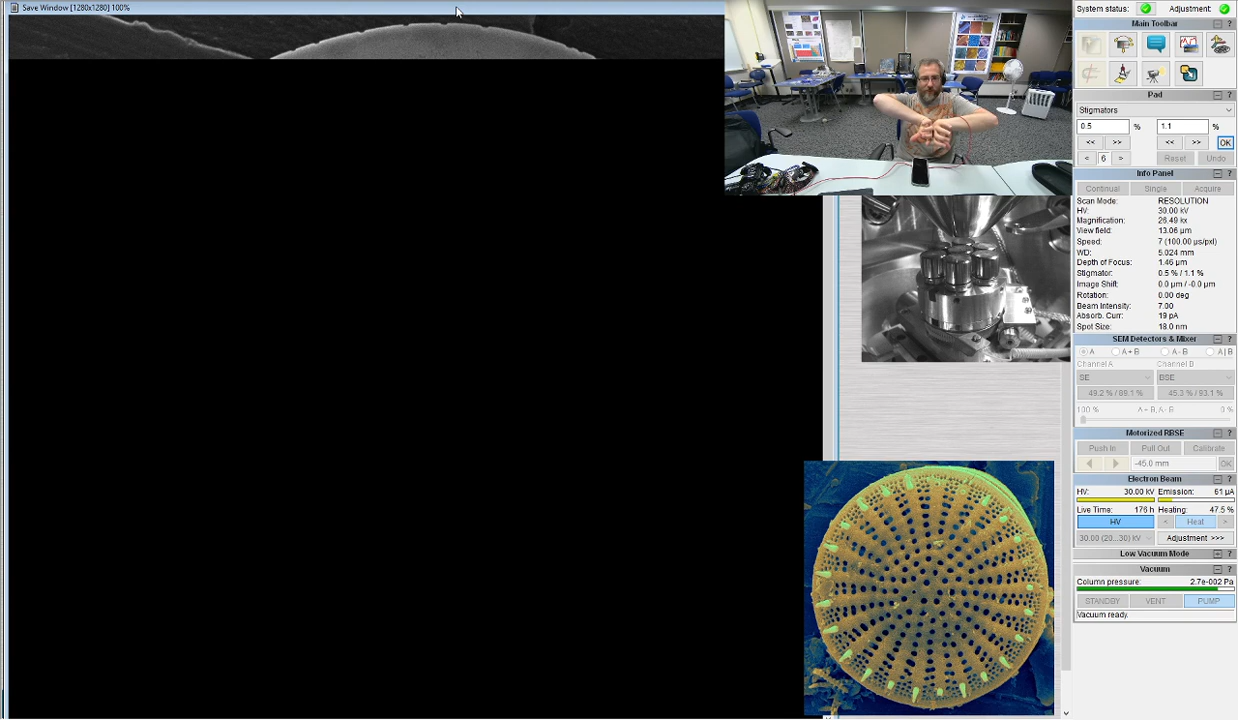 Save Window [1280x1280] 100%
System status: Adjustment:
Main Toolbar
Pad
Stigmators
0.5 % 1.1 %
<< >> << >> OK
< 6 > Reset Undo
Info Panel
Continual Single Acquire
Scan Mode: RESOLUTION
HV: 30.00 kV
Magnification: 26.49 kx
View field: 13.06 µm
Speed: 7 (100.00 µs/pxl)
WD: 5.024 mm
Depth of Focus: 1.46 µm
Stigmator: 0.5 % / 1.1 %
Image Shift: 0.0 µm / -0.0 µm
Rotation: 0.00 deg
Beam Intensity: 7.00
Absorb. Curr: 19 pA
Spot Size: 18.0 nm
SEM Detectors & Mixer
A A+B A-B A|B
Channel A Channel B
SE BSE
49.2 % / 89.1 % 45.3 % / 93.1 %
100 % A+B, A-B 0 %
Motorized RBSE
Push In Pull Out Calibrate
-45.0 mm OK
Electron Beam
HV: 30.00 kV Emission: 61 µA
Live Time: 176 h Heating: 47.5 %
HV < Heat >
30.00 (20...30) kV Adjustment >>>
Low Vacuum Mode
Vacuum
Column pressure: 2.7e-002 Pa
STANDBY VENT PUMP
Vacuum ready.